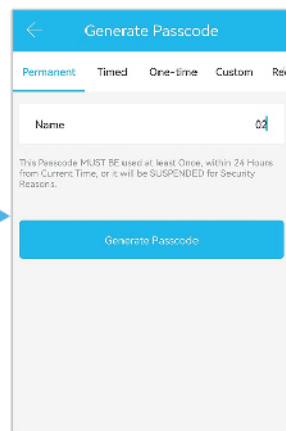 Generate Passcode
Permanent Timed One-time Custom
Name 02
This Passcode MUST BE used at least Once, within 24 Hours
from Current Time, or it will be SUSPENDED for Security
Reasons.
Generate Passcode